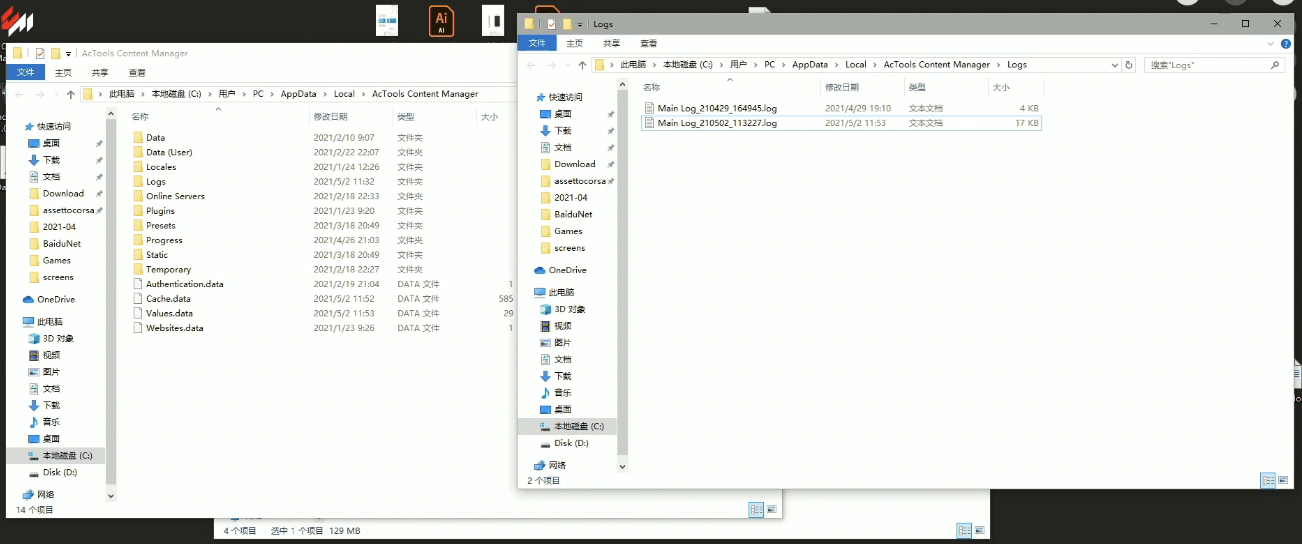 Ai
AI
AcTools Content Manager
文件 主页 共享 查看
此电脑 › 本地磁盘 (C:) › 用户 › PC › AppData › Local › AcTools Content Manager
名称 修改日期 类型 大小
快速访问
桌面
下载
文档
Download
assettocorsa
2021-04
BaiduNet
Games
screens
OneDrive
此电脑
3D 对象
视频
图片
文档
下载
音乐
桌面
本地磁盘 (C:)
Disk (D:)
网络
Data 2021/2/10 9:07 文件夹
Data (User) 2021/2/22 22:07 文件夹
Locales 2021/1/24 12:26 文件夹
Logs 2021/5/2 11:32 文件夹
Online Servers 2021/2/18 22:33 文件夹
Plugins 2021/1/23 9:20 文件夹
Presets 2021/3/18 20:49 文件夹
Progress 2021/4/26 21:03 文件夹
Static 2021/3/18 20:49 文件夹
Temporary 2021/2/18 22:27 文件夹
Authentication.data 2021/2/19 21:04 DATA 文件 1
Cache.data 2021/5/2 11:52 DATA 文件 585
Values.data 2021/5/2 11:53 DATA 文件 29
Websites.data 2021/1/23 9:26 DATA 文件 1
14 个项目
4 个项目 选中 1 个项目 129 MB
Logs
文件 主页 共享 查看
此电脑 › 本地磁盘 (C:) › 用户 › PC › AppData › Local › AcTools Content Manager › Logs
搜索"Logs"
名称 修改日期 类型 大小
快速访问
桌面
下载
文档
Download
assettocorsa
2021-04
BaiduNet
Games
screens
OneDrive
此电脑
3D 对象
视频
图片
文档
下载
音乐
桌面
本地磁盘 (C:)
Disk (D:)
网络
Main Log_210429_164945.log 2021/4/29 19:10 文本文档 4 KB
Main Log_210502_113227.log 2021/5/2 11:53 文本文档 17 KB
2 个项目